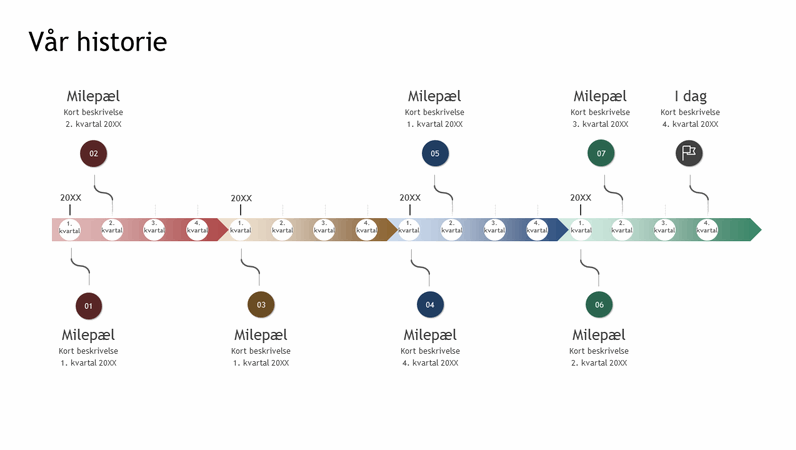 Vår historie
Milepæl
Kort beskrivelse
2. kvartal 20XX
02
Milepæl
Kort beskrivelse
1. kvartal 20XX
05
Milepæl
Kort beskrivelse
3. kvartal 20XX
07
I dag
Kort beskrivelse
4. kvartal 20XX
20XX
20XX
20XX
20XX
1. kvartal
2. kvartal
3. kvartal
4. kvartal
1. kvartal
2. kvartal
3. kvartal
4. kvartal
1. kvartal
2. kvartal
3. kvartal
4. kvartal
1. kvartal
2. kvartal
3. kvartal
4. kvartal
01
Milepæl
Kort beskrivelse
1. kvartal 20XX
03
Milepæl
Kort beskrivelse
1. kvartal 20XX
04
Milepæl
Kort beskrivelse
4. kvartal 20XX
06
Milepæl
Kort beskrivelse
2. kvartal 20XX